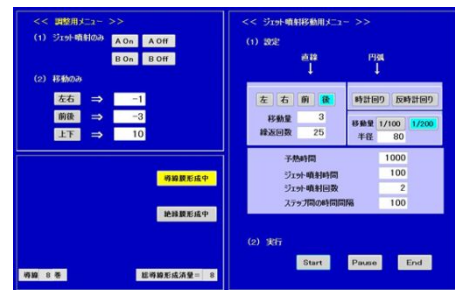 << 調整用メニュー >>
(1) ジェット噴射のみ A On A Off
B On B Off
(2) 移動のみ
左右 ⇒ -1
前後 ⇒ -3
上下 ⇒ 10
導線膜形成中
絶縁膜形成中
導線 8 巻 総導線形成消量= 8
<< ジェット噴射移動用メニュー >>
(1) 設定
直線 円弧
↓ ↓
左 右 前 後 時計回り 反時計回り
移動量 3 移動量 1/100 1/200
繰返回数 25 半径 80
予熱時間 1000
ジェット噴射時間 100
ジェット噴射回数 2
ステップ間の時間間隔 100
(2) 実行
Start Pause End